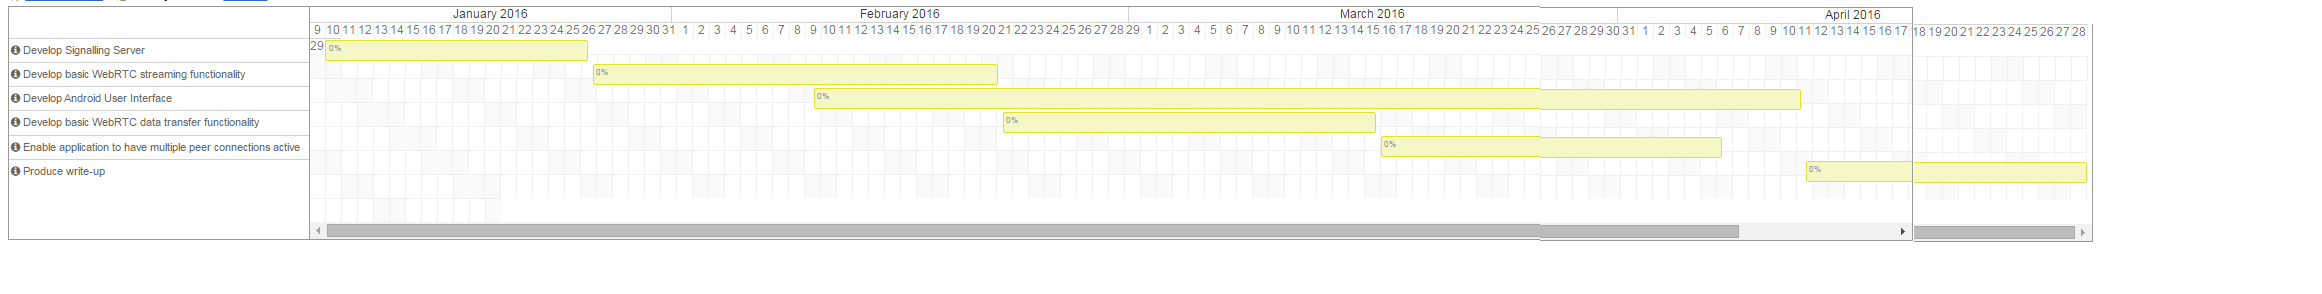 January 2016 February 2016 March 2016 April 2016
9 10 11 12 13 14 15 16 17 18 19 20 21 22 23 24 25 26 27 28 29 30 31 1 2 3 4 5 6 7 8 9 10 11 12 13 14 15 16 17 18 19 20 21 22 23 24 25 26 27 28 29 1 2 3 4 5 6 7 8 9 10 11 12 13 14 15 16 17 18 19 20 21 22 23 24 25 26 27 28 29 30 31 1 2 3 4 5 6 7 8 9 10 11 12 13 14 15 16 17 18 19 20 21 22 23 24 25 26 27 28
29
Develop Signalling Server 0%
Develop basic WebRTC streaming functionality 0%
Develop Android User Interface 0%
Develop basic WebRTC data transfer functionality 0%
Enable application to have multiple peer connections active 0%
Produce write-up 0%